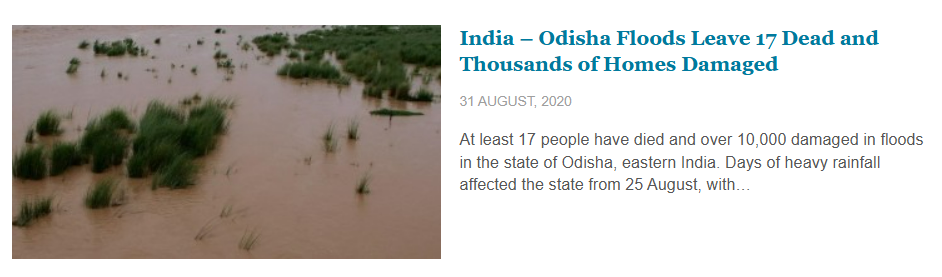 India – Odisha Floods Leave 17 Dead and
Thousands of Homes Damaged
31 AUGUST, 2020
At least 17 people have died and over 10,000 damaged in floods
in the state of Odisha, eastern India. Days of heavy rainfall
affected the state from 25 August, with…